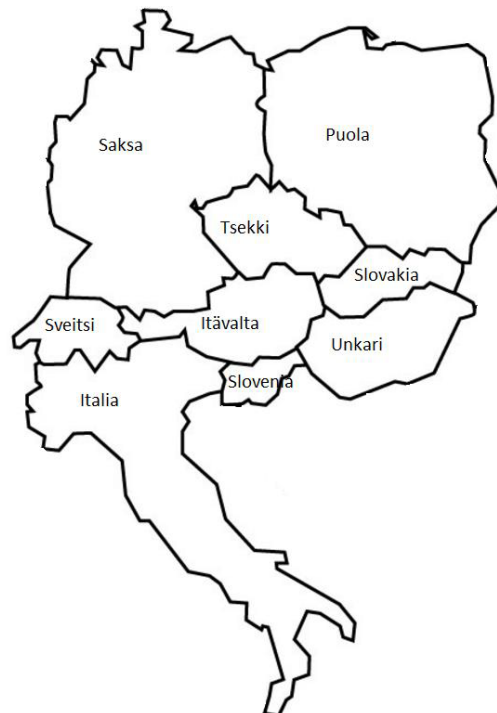 Puola
Saksa
Tsekki
Slovakia
Sveitsi
Itävalta
Unkari
Slovenia
Italia